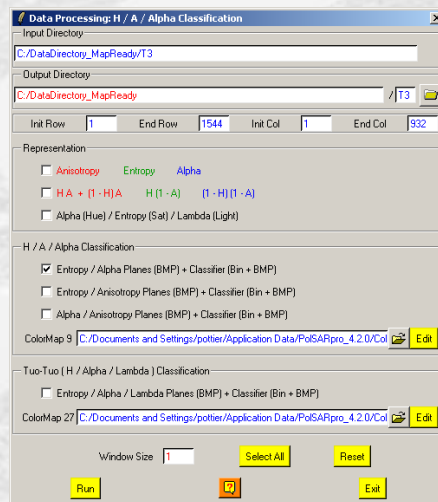 Data Processing: H / A / Alpha Classification
Input Directory
C:/DataDirectory_MapReady/T3
Output Directory
C:/DataDirectory_MapReady / T3
Init Row 1 End Row 1544 Init Col 1 End Col 932
Representation
Anisotropy Entropy Alpha
H A + (1 - H) A H (1 - A) (1 - H) (1 - A)
Alpha (Hue) / Entropy (Sat) / Lambda (Light)
H / A / Alpha Classification
Entropy / Alpha Planes (BMP) + Classifier (Bin + BMP)
Entropy / Anisotropy Planes (BMP) + Classifier (Bin + BMP)
Alpha / Anisotropy Planes (BMP) + Classifier (Bin + BMP)
ColorMap 9 C:/Documents and Settings/pottier/Application Data/PolSARpro_4.2.0/Col Edit
Tuo-Tuo ( H / Alpha / Lambda ) Classification
Entropy / Alpha / Lambda Planes (BMP) + Classifier (Bin + BMP)
ColorMap 27 C:/Documents and Settings/pottier/Application Data/PolSARpro_4.2.0/Col Edit
Window Size 1 Select All Reset
Run ? Exit